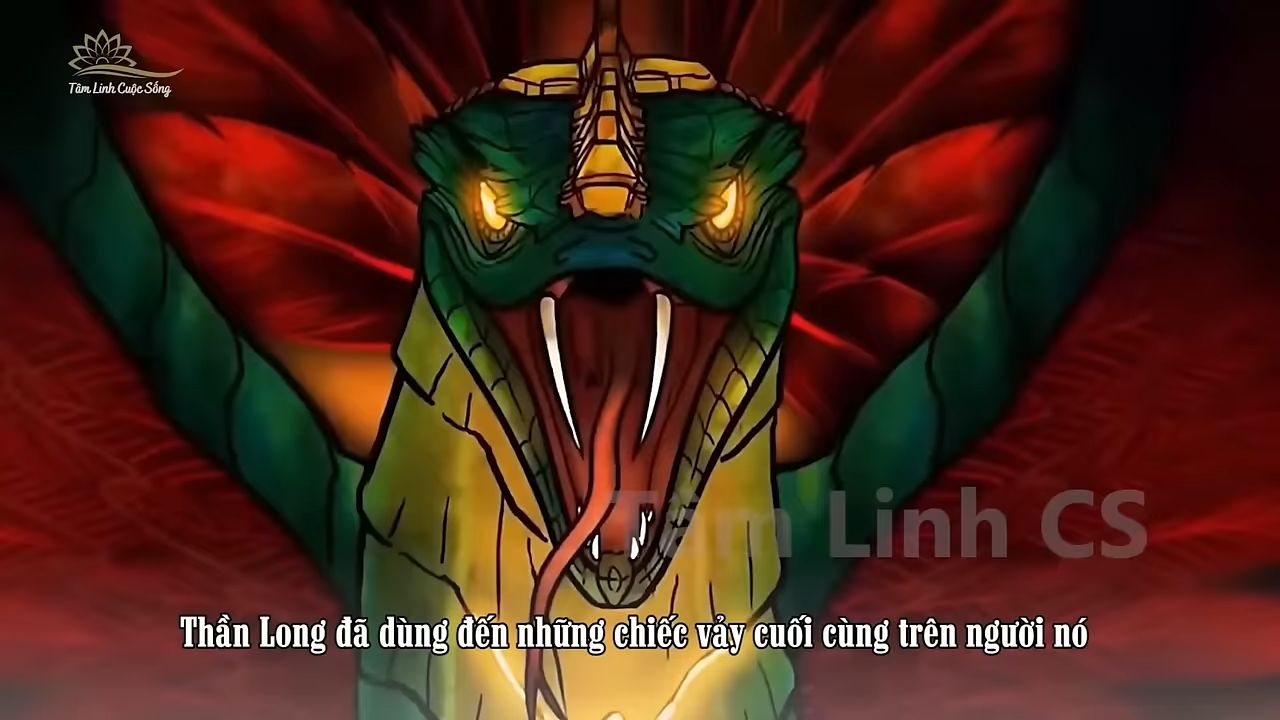 Tâm Linh Cuộc Sống
Tâm Linh CS
Thần Long đã dùng đến những chiếc vảy cuối cùng trên người nó